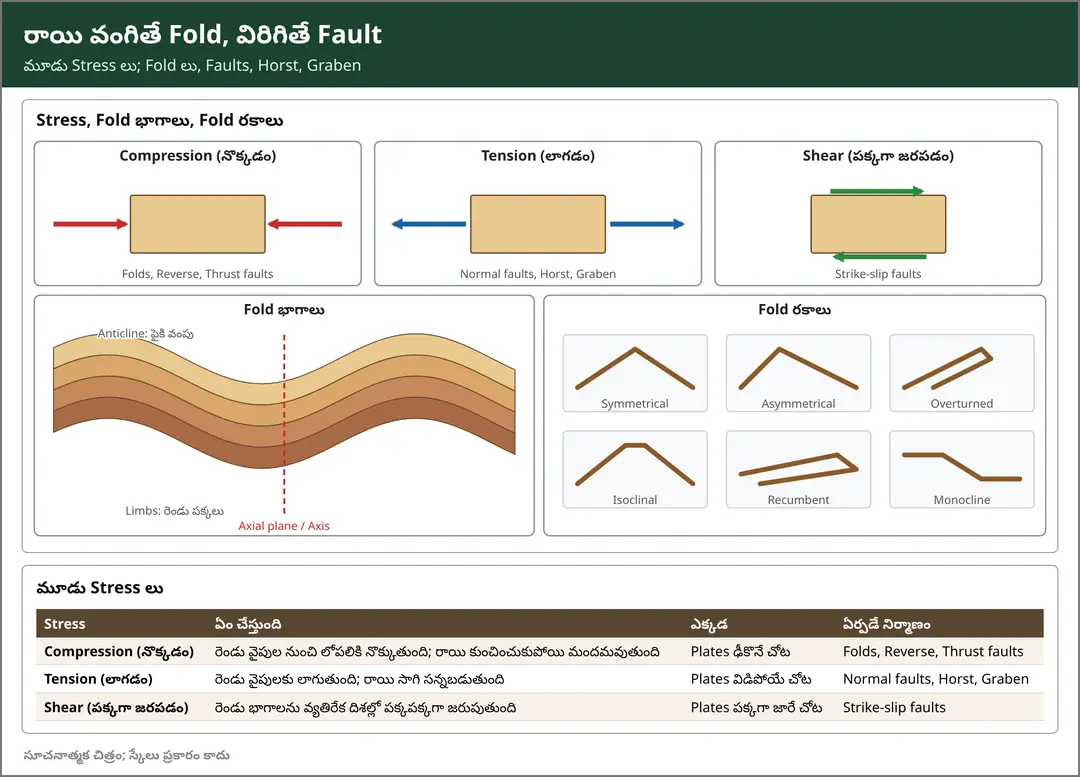 రాయి వంగితే Fold, విరిగితే Fault
మూడు Stress లు; Fold లు, Faults, Horst, Graben
Stress, Fold భాగాలు, Fold రకాలు
Compression (నొక్కడం)
Folds, Reverse, Thrust faults
Tension (లాగడం)
Normal faults, Horst, Graben
Shear (పక్కగా జరపడం)
Strike-slip faults
Fold భాగాలు
Anticline: పైకి వంపు
Limbs: రెండు పక్కలు
Axial plane / Axis
Fold రకాలు
Symmetrical
Asymmetrical
Overturned
Isoclinal
Recumbent
Monocline
మూడు Stress లు
Stress ఏం చేస్తుంది ఎక్కడ ఏర్పడే నిర్మాణం
Compression (నొక్కడం) రెండు వైపుల నుంచి లోపలికి నొక్కుతుంది; రాయి కుంచించుకుపోయి మందమవుతుంది Plates ఢీకొనే చోట Folds, Reverse, Thrust faults
Tension (లాగడం) రెండు వైపులకు లాగుతుంది; రాయి సాగి సన్నబడుతుంది Plates విడిపోయే చోట Normal faults, Horst, Graben
Shear (పక్కగా జరపడం) రెండు భాగాలను వ్యతిరేక దిశల్లో పక్కపక్కగా జరుపుతుంది Plates పక్కగా జారే చోట Strike-slip faults
సూచనాత్మక చిత్రం; స్కేలు ప్రకారం కాదు